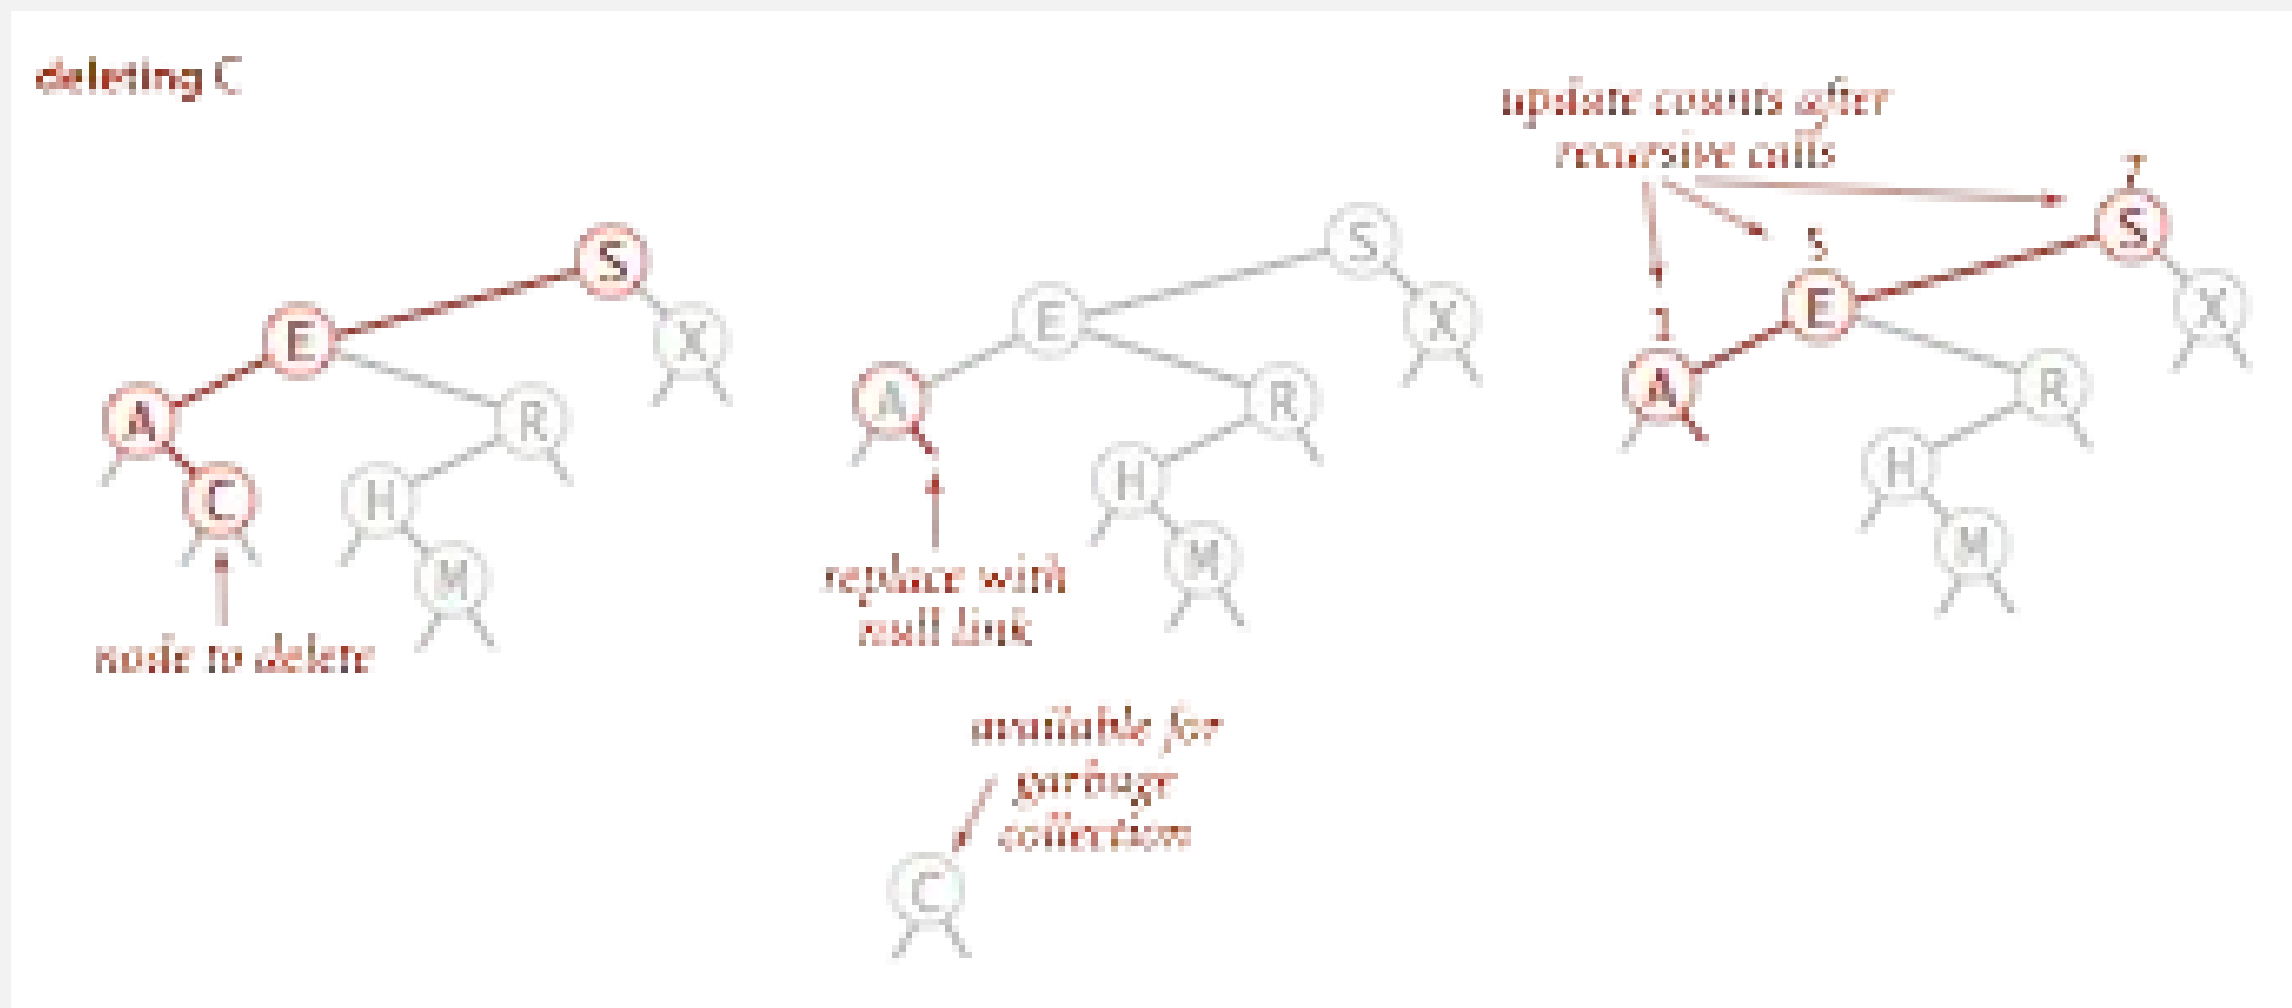 deleting C
S
E
X
A
R
C
H
M
node to delete
S
E
X
A
R
H
M
replace with
null link
available for
garbage
collection
C
update counts after
recursive calls
7
S
5
E
X
1
A
R
H
M